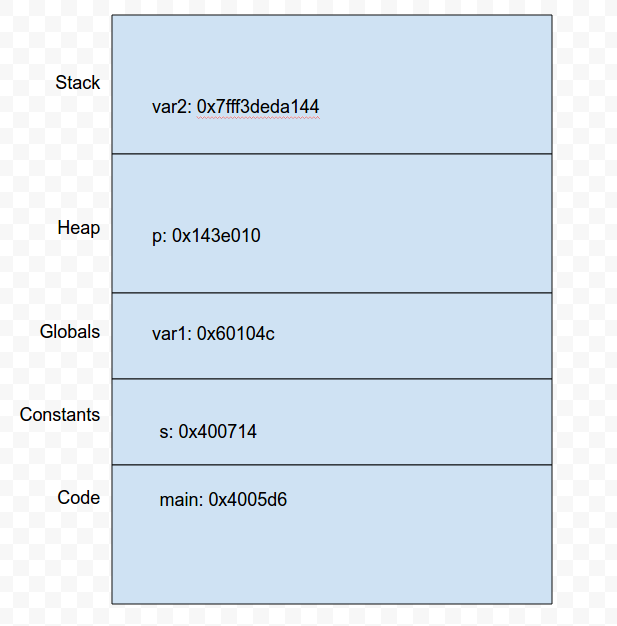 Stack
var2: 0x7fff3deda144
Heap
p: 0x143e010
Globals
var1: 0x60104c
Constants
s: 0x400714
Code
main: 0x4005d6